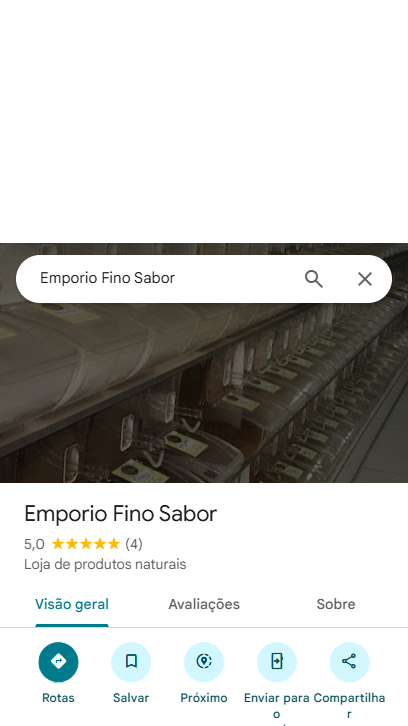 Emporio Fino Sabor
Emporio Fino Sabor
5,0 (4)
Loja de produtos naturais
Visão geral Avaliações Sobre
Rotas Salvar Próximo Enviar para o Compartilhar